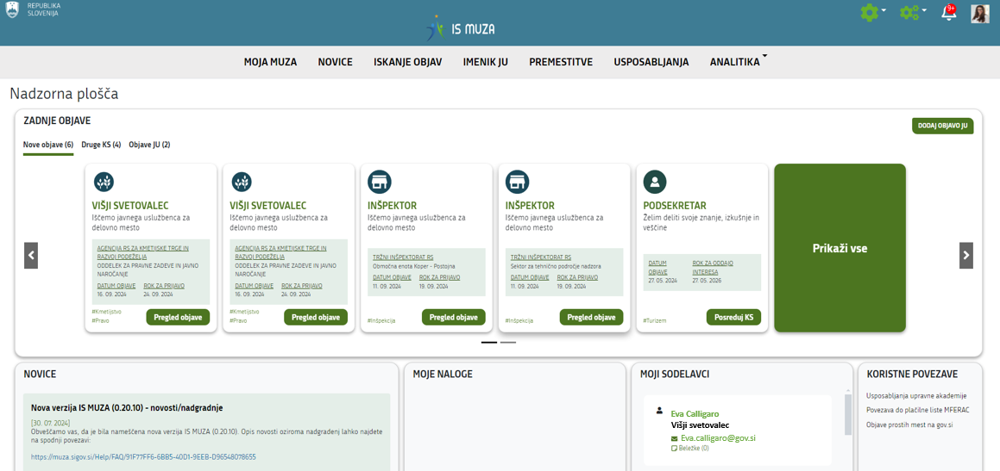 REPUBLIKA
SLOVENIJA
9+
IS MUZA
MOJA MUZA NOVICE ISKANJE OBJAV IMENIK JU PREMESTITVE USPOSABLJANJA ANALITIKA
Nadzorna plošča
ZADNJE OBJAVE
DODAJ OBJAVO JU
Nove objave (6) Druge KS (4) Objave JU (2)
VIŠJI SVETOVALEC
Iščemo javnega uslužbenca za
delovno mesto
AGENCIJA RS ZA KMETIJSKE TRGE IN
RAZVOJ PODEŽELJA
ODDELEK ZA PRAVNE ZADEVE IN JAVNO
NAROČANJE
DATUM OBJAVE ROK ZA PRIJAVO
16. 09. 2024 24. 09. 2024
#Kmetijstvo
#Pravo
Pregled objave
VIŠJI SVETOVALEC
Iščemo javnega uslužbenca za
delovno mesto
AGENCIJA RS ZA KMETIJSKE TRGE IN
RAZVOJ PODEŽELJA
ODDELEK ZA PRAVNE ZADEVE IN JAVNO
NAROČANJE
DATUM OBJAVE ROK ZA PRIJAVO
16. 09. 2024 24. 09. 2024
#Kmetijstvo
#Pravo
Pregled objave
INŠPEKTOR
Iščemo javnega uslužbenca za
delovno mesto
TRŽNI INŠPEKTORAT RS
Območna enota Koper - Postojna
DATUM OBJAVE ROK ZA PRIJAVO
11. 09. 2024 19. 09. 2024
#Inšpekcija
Pregled objave
INŠPEKTOR
Iščemo javnega uslužbenca za
delovno mesto
TRŽNI INŠPEKTORAT RS
Sektor za tehnično področje nadzora
DATUM OBJAVE ROK ZA PRIJAVO
11. 09. 2024 19. 09. 2024
#Inšpekcija
Pregled objave
PODSEKRETAR
Želim deliti svoje znanje, izkušnje in
veščine
DATUM
OBJAVE
27. 05. 2024
ROK ZA ODDAJO
INTERESA
27. 05. 2026
#Turizem
Posreduj KS
Prikaži vse
NOVICE
Nova verzija IS MUZA (0.20.10) - novosti/nadgradnje
[30. 07. 2024]
Obveščamo vas, da je bila nameščena nova verzija IS MUZA (0.20.10). Opis novosti oziroma nadgradenj lahko najdete
na spodnji povezavi:
https://muza.sigov.si/Help/FAQ/91F77FF6-6BB5-40D1-9EEB-D96548078655
MOJE NALOGE
MOJI SODELAVCI
Eva Calligaro
Višji svetovalec
Eva.calligaro@gov.si
Beležke (0)
KORISTNE POVEZAVE
Usposabljanja upravne akademije
Povezava do plačilne liste MFERAC
Objave prostih mest na gov.si